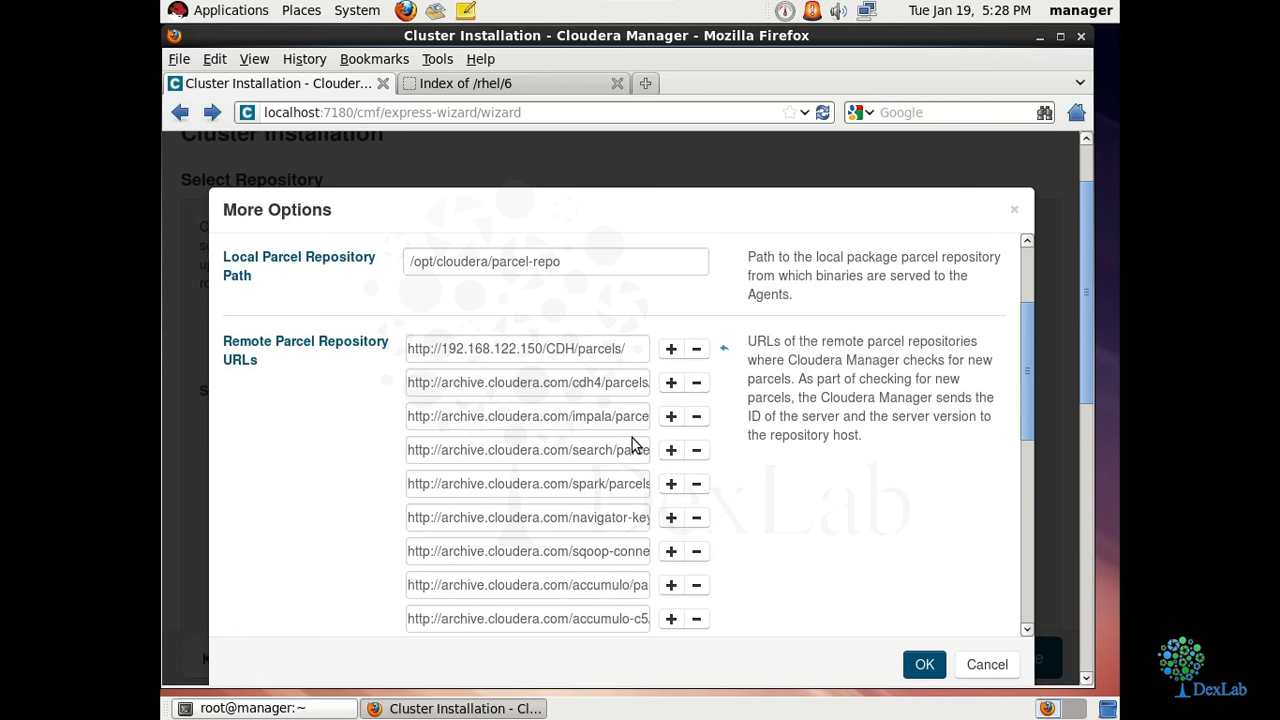 Applications Places System
Tue Jan 19, 5:28 PM manager
Cluster Installation - Cloudera Manager - Mozilla Firefox
File Edit View History Bookmarks Tools Help
Cluster Installation - Clouder...
Index of /rhel/6
localhost:7180/cmf/express-wizard/wizard
Google
Cluster Installation
Select Repository
More Options
Local Parcel Repository
Path
/opt/cloudera/parcel-repo
Path to the local package parcel repository
from which binaries are served to the
Agents.
Remote Parcel Repository
URLs
http://192.168.122.150/CDH/parcels/
http://archive.cloudera.com/cdh4/parcels/
http://archive.cloudera.com/impala/parce
http://archive.cloudera.com/search/parce
http://archive.cloudera.com/spark/parcels
http://archive.cloudera.com/navigator-key
http://archive.cloudera.com/sqoop-conne
http://archive.cloudera.com/accumulo/pa
http://archive.cloudera.com/accumulo-c5/
URLs of the remote parcel repositories
where Cloudera Manager checks for new
parcels. As part of checking for new
parcels, the Cloudera Manager sends the
ID of the server and the server version to
the repository host.
DexLab
OK Cancel
root@manager:~
Cluster Installation - Cl...
DexLab